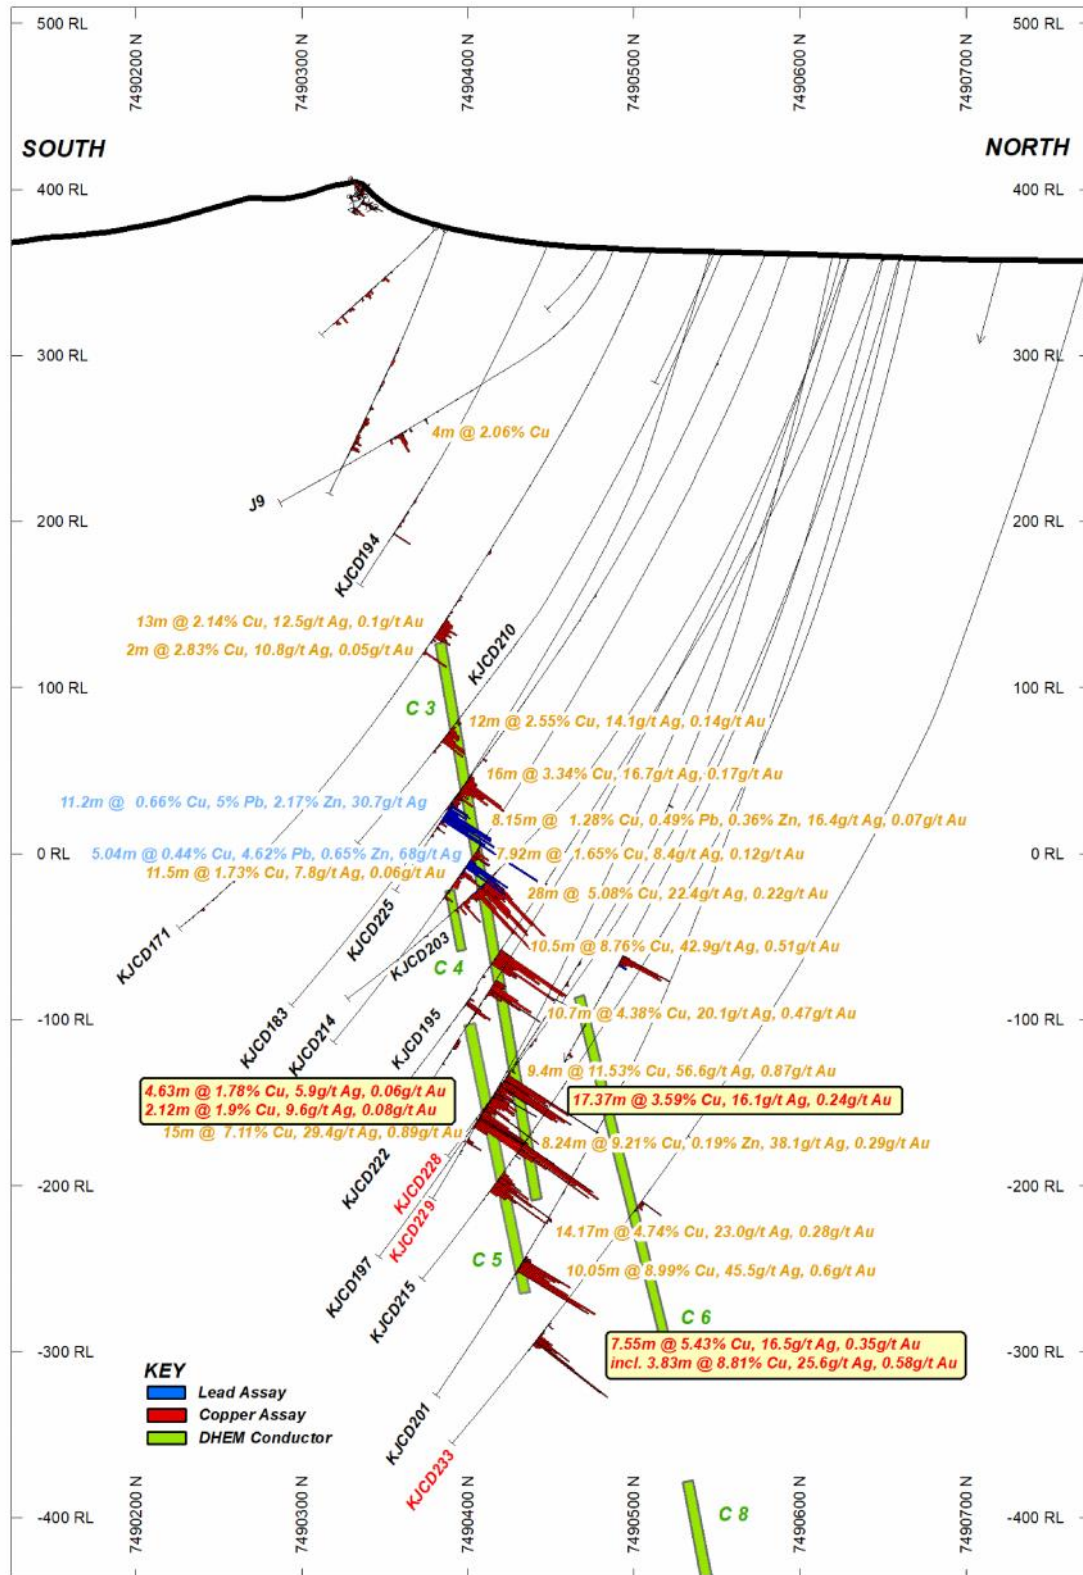 500 RL
500 RL
7490200 N
7490300 N
7490400 N
7490500 N
7490600 N
7490700 N
SOUTH
NORTH
400 RL
400 RL
300 RL
300 RL
4m @ 2.06% Cu
J9
200 RL
200 RL
KJCD194
13m @ 2.14% Cu, 12.5g/t Ag, 0.1g/t Au
2m @ 2.83% Cu, 10.8g/t Ag, 0.05g/t Au
KJCD210
100 RL
100 RL
C 3
12m @ 2.55% Cu, 14.1g/t Ag, 0.14g/t Au
16m @ 3.34% Cu, 16.7g/t Ag, 0.17g/t Au
11.2m @ 0.66% Cu, 5% Pb, 2.17% Zn, 30.7g/t Ag
8.15m @ 1.28% Cu, 0.49% Pb, 0.36% Zn, 16.4g/t Ag, 0.07g/t Au
0 RL
5.04m @ 0.44% Cu, 4.62% Pb, 0.65% Zn, 68g/t Ag
7.92m @ 1.65% Cu, 8.4g/t Ag, 0.12g/t Au
0 RL
11.5m @ 1.73% Cu, 7.8g/t Ag, 0.06g/t Au
28m @ 5.08% Cu, 22.4g/t Ag, 0.22g/t Au
KJCD171
KJCD225
KJCD203
C 4
10.5m @ 8.76% Cu, 42.9g/t Ag, 0.51g/t Au
KJCD183
KJCD214
KJCD195
-100 RL
10.7m @ 4.38% Cu, 20.1g/t Ag, 0.47g/t Au
-100 RL
9.4m @ 11.53% Cu, 56.6g/t Ag, 0.87g/t Au
4.63m @ 1.78% Cu, 5.9g/t Ag, 0.06g/t Au
2.12m @ 1.9% Cu, 9.6g/t Ag, 0.08g/t Au
17.37m @ 3.59% Cu, 16.1g/t Ag, 0.24g/t Au
15m @ 7.11% Cu, 29.4g/t Ag, 0.89g/t Au
8.24m @ 9.21% Cu, 0.19% Zn, 38.1g/t Ag, 0.29g/t Au
KJCD222
KJCD228
KJCD229
-200 RL
-200 RL
14.17m @ 4.74% Cu, 23.0g/t Ag, 0.28g/t Au
KJCD197
KJCD215
C 5
10.05m @ 8.99% Cu, 45.5g/t Ag, 0.6g/t Au
C 6
7.55m @ 5.43% Cu, 16.5g/t Ag, 0.35g/t Au
incl. 3.83m @ 8.81% Cu, 25.6g/t Ag, 0.58g/t Au
-300 RL
-300 RL
KEY
Lead Assay
Copper Assay
DHEM Conductor
KJCD201
KJCD233
-400 RL
C 8
-400 RL
7490200 N
7490300 N
7490400 N
7490500 N
7490600 N
7490700 N